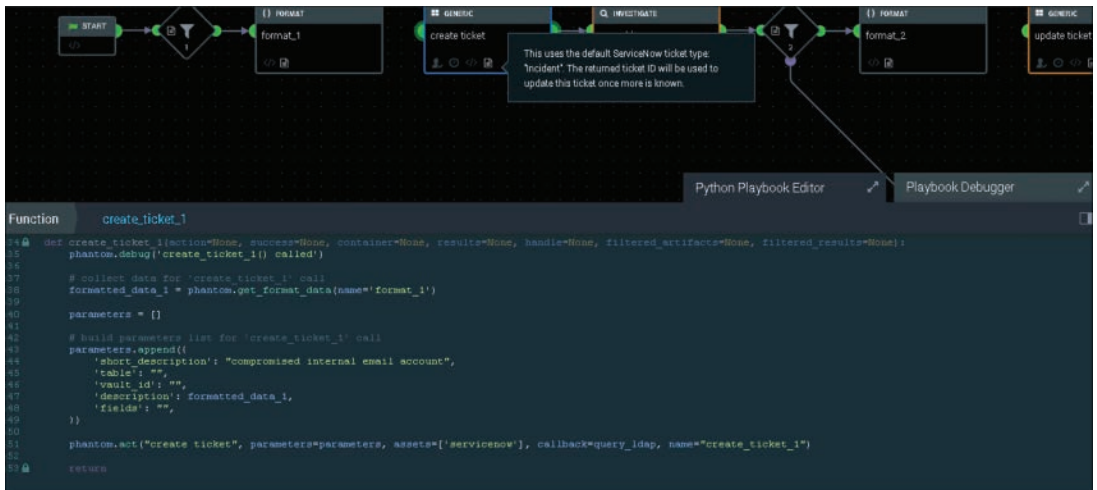 START
1
{} FORMAT
format_1
GENERIC
create ticket
INVESTIGATE
This uses the default ServiceNow ticket type:
"Incident". The returned ticket ID will be used to
update this ticket once more is known.
2
{} FORMAT
format_2
GENERIC
update ticket
Python Playbook Editor
Playbook Debugger
Function
create_ticket_1
34 def create_ticket_1(action=None, success=None, container=None, results=None, handle=None, filtered_artifacts=None, filtered_results=None):
35 phantom.debug('create_ticket_1() called')
36
37 # collect data for 'create_ticket_1' call
38 formatted_data_1 = phantom.get_format_data(name='format_1')
39
40 parameters = []
41
42 # build parameters list for 'create_ticket_1' call
43 parameters.append({
44 'short_description': "compromised internal email account",
45 'table': "",
46 'vault_id': "",
47 'description': formatted_data_1,
48 'fields': "",
49 })
50
51 phantom.act("create ticket", parameters=parameters, assets=['servicenow'], callback=query_ldap, name="create_ticket_1")
52
53 return